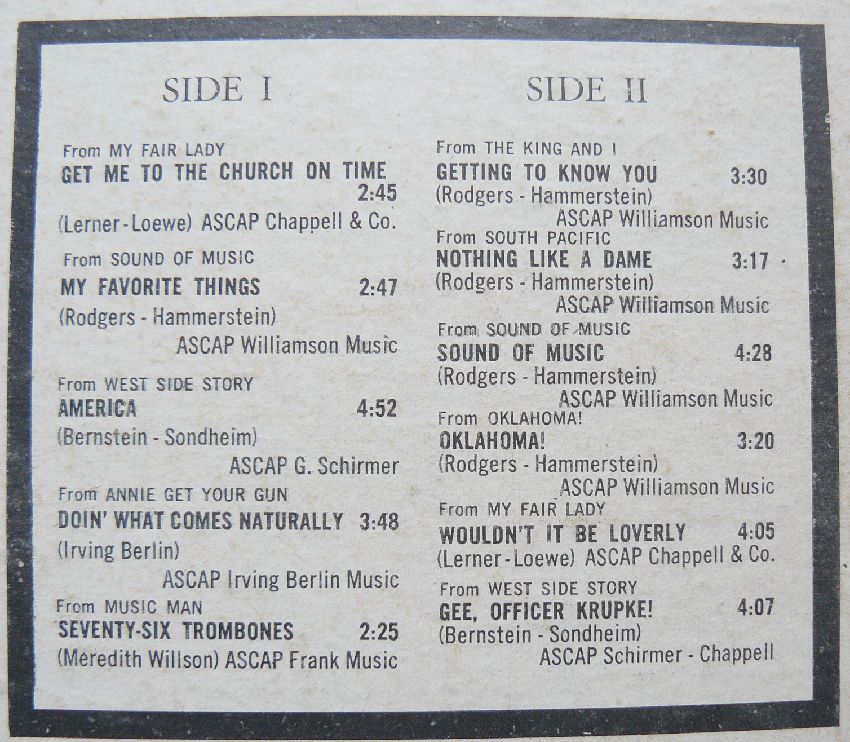 SIDE I
From MY FAIR LADY
GET ME TO THE CHURCH ON TIME
2:45
(Lerner-Loewe) ASCAP Chappell & Co.
From SOUND OF MUSIC
MY FAVORITE THINGS 2:47
(Rodgers - Hammerstein)
ASCAP Williamson Music
From WEST SIDE STORY
AMERICA 4:52
(Bernstein - Sondheim)
ASCAP G. Schirmer
From ANNIE GET YOUR GUN
DOIN' WHAT COMES NATURALLY 3:48
(Irving Berlin)
ASCAP Irving Berlin Music
From MUSIC MAN
SEVENTY-SIX TROMBONES 2:25
(Meredith Willson) ASCAP Frank Music
SIDE II
From THE KING AND I
GETTING TO KNOW YOU 3:30
(Rodgers - Hammerstein)
ASCAP Williamson Music
From SOUTH PACIFIC
NOTHING LIKE A DAME 3:17
(Rodgers - Hammerstein)
ASCAP Williamson Music
From SOUND OF MUSIC
SOUND OF MUSIC 4:28
(Rodgers - Hammerstein)
ASCAP Williamson Music
From OKLAHOMA!
OKLAHOMA! 3:20
(Rodgers - Hammerstein)
ASCAP Williamson Music
From MY FAIR LADY
WOULDN'T IT BE LOVERLY 4:05
(Lerner-Loewe) ASCAP Chappell & Co.
From WEST SIDE STORY
GEE, OFFICER KRUPKE! 4:07
(Bernstein - Sondheim)
ASCAP Schirmer - Chappell